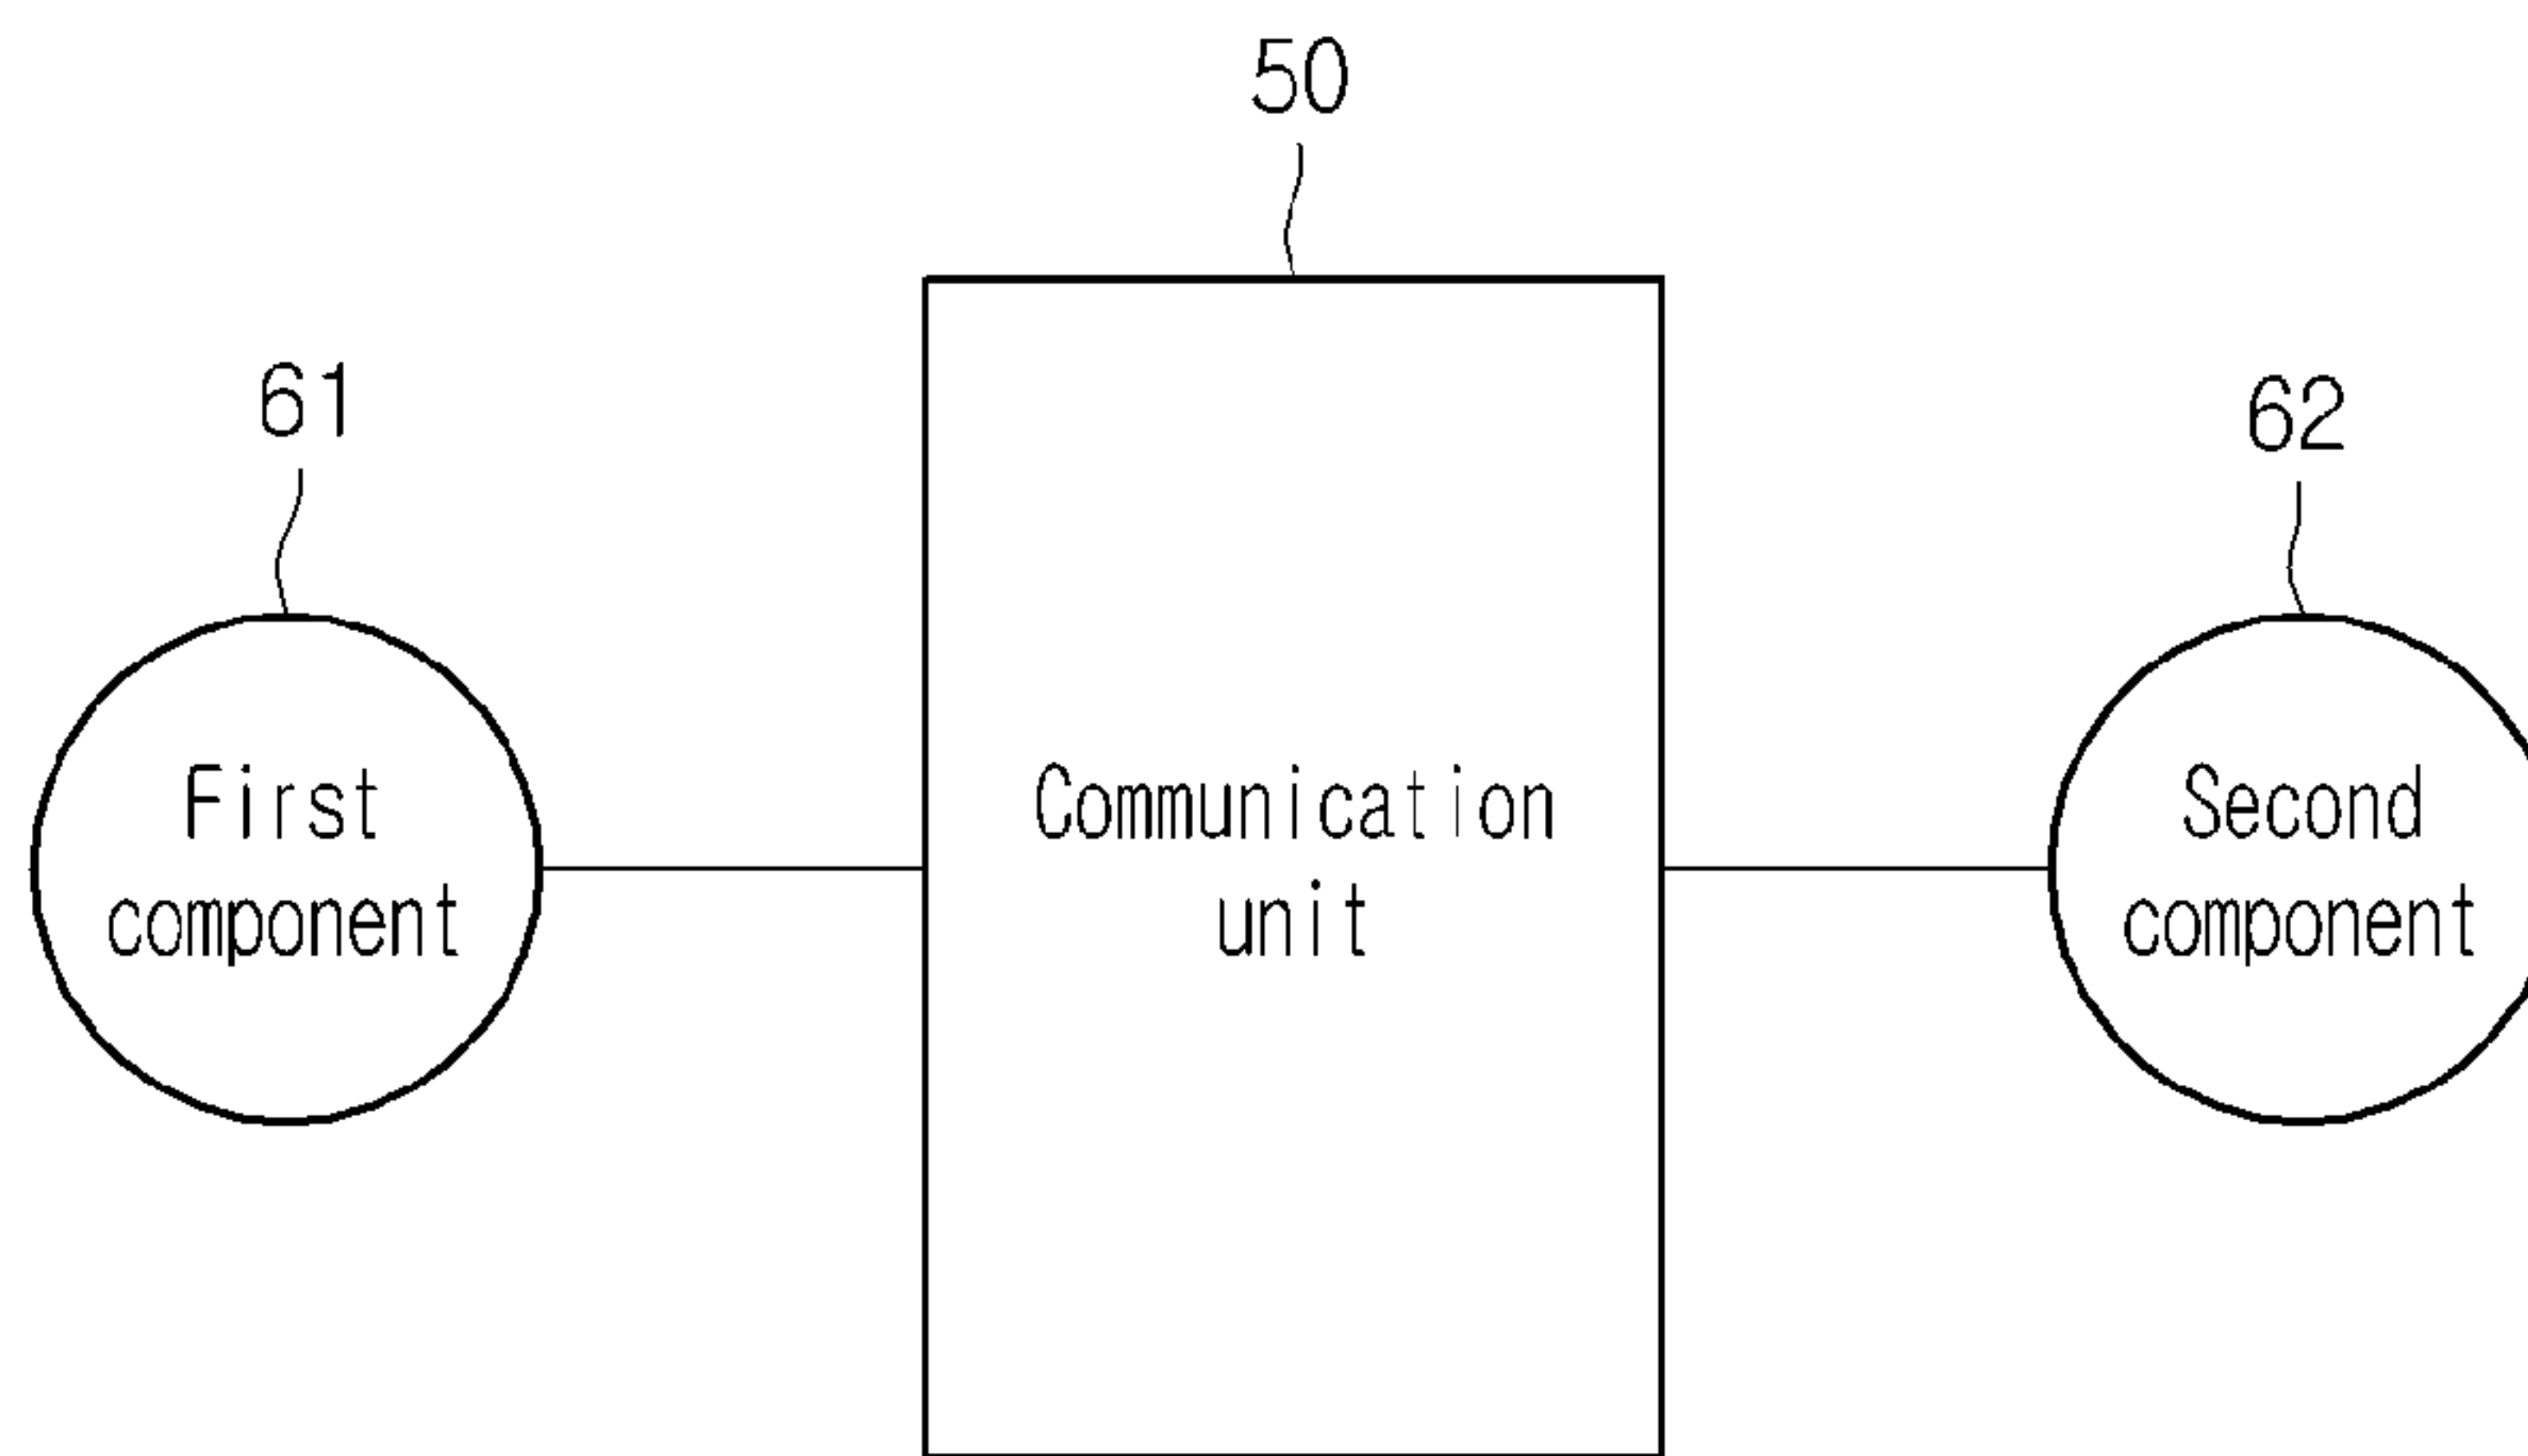 50
61
62
First
component
Communication
unit
Second
component